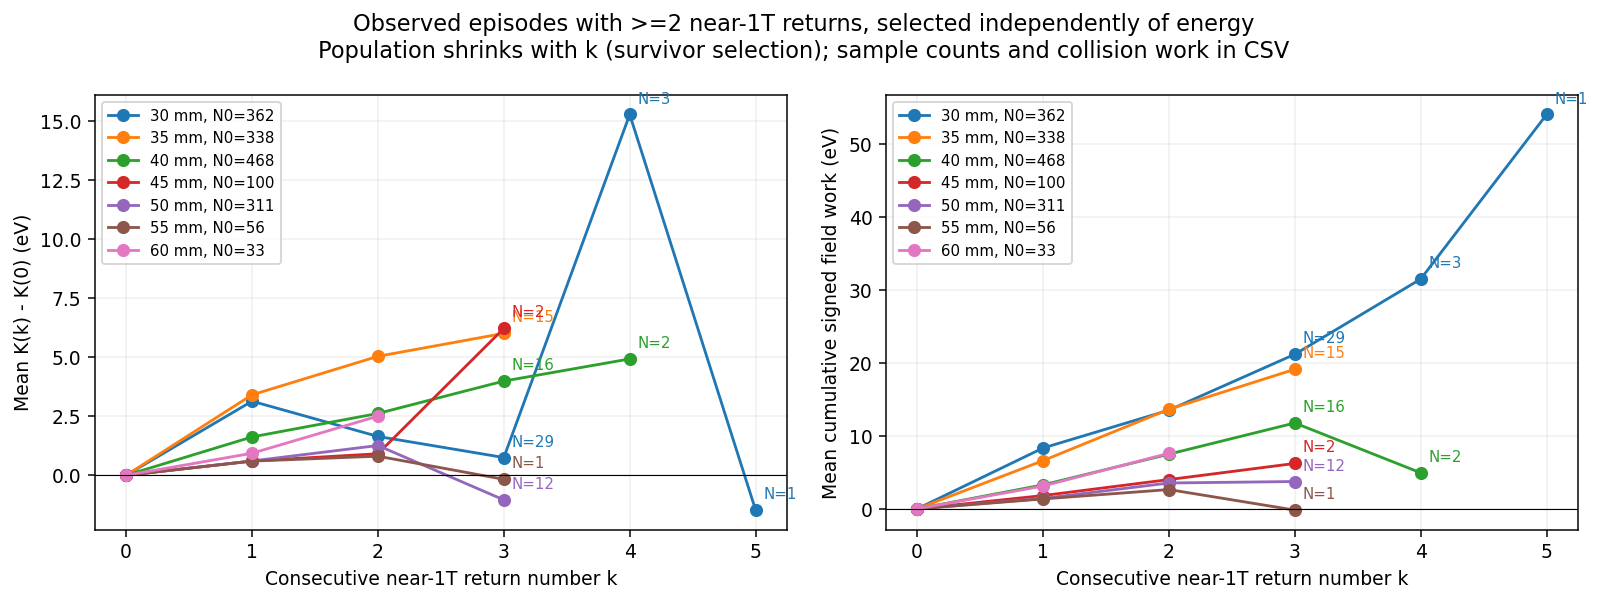 Observed episodes with >=2 near-1T returns, selected independently of energy
Population shrinks with k (survivor selection); sample counts and collision work in CSV
Mean K(k) - K(0) (eV)
15.0
12.5
10.0
7.5
5.0
2.5
0.0
30 mm, N0=362
35 mm, N0=338
40 mm, N0=468
45 mm, N0=100
50 mm, N0=311
55 mm, N0=56
60 mm, N0=33
N=3
N=2
N=15
N=2
N=16
N=29
N=1
N=12
N=1
0 1 2 3 4 5
Consecutive near-1T return number k
Mean cumulative signed field work (eV)
50
40
30
20
10
0
30 mm, N0=362
35 mm, N0=338
40 mm, N0=468
45 mm, N0=100
50 mm, N0=311
55 mm, N0=56
60 mm, N0=33
N=1
N=3
N=29
N=15
N=16
N=2
N=2
N=12
N=1
0 1 2 3 4 5
Consecutive near-1T return number k